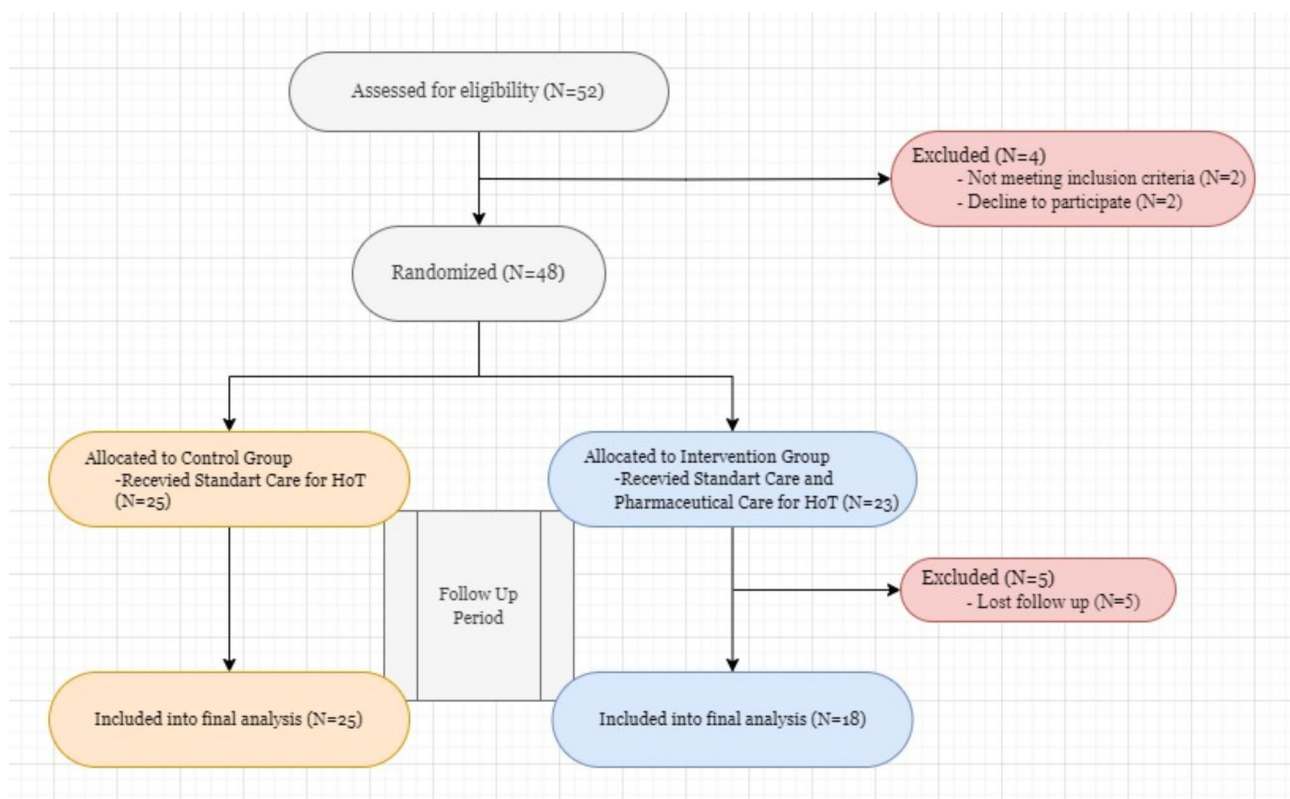 Assessed for eligibility (N=52)
Excluded (N=4)
- Not meeting inclusion criteria (N=2)
- Decline to participate (N=2)
Randomized (N=48)
Allocated to Control Group
-Recevied Standart Care for HoT
(N=25)
Allocated to Intervention Group
-Recevied Standart Care and
Pharmaceutical Care for HoT (N=23)
Follow Up
Period
Excluded (N=5)
- Lost follow up (N=5)
Included into final analysis (N=25)
Included into final analysis (N=18)